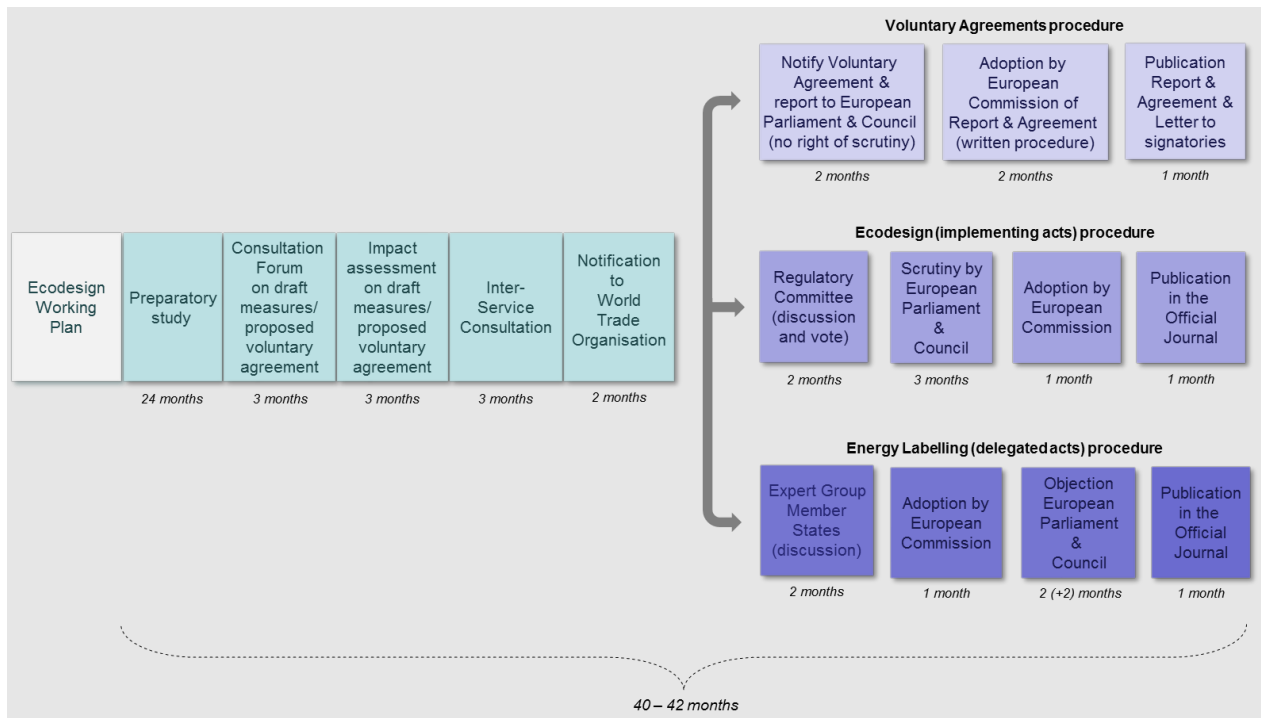 Voluntary Agreements procedure
Notify Voluntary
Agreement &
report to European
Parliament & Council
(no right of scrutiny)
2 months
Adoption by
European
Commission of
Report & Agreement
(written procedure)
2 months
Publication
Report &
Agreement &
Letter to
signatories
1 month
Ecodesign
Working
Plan
Preparatory
study
24 months
Consultation
Forum
on draft
measures/
proposed
voluntary
agreement
3 months
Impact
assessment
on draft
measures/
proposed
voluntary
agreement
3 months
Inter-
Service
Consultation
3 months
Notification
to
World
Trade
Organisation
2 months
Ecodesign (implementing acts) procedure
Regulatory
Committee
(discussion
and vote)
2 months
Scrutiny by
European
Parliament
&
Council
3 months
Adoption by
European
Commission
1 month
Publication
in the
Official
Journal
1 month
Energy Labelling (delegated acts) procedure
Expert Group
Member
States
(discussion)
2 months
Adoption by
European
Commission
1 month
Objection
European
Parliament
&
Council
2 (+2) months
Publication
in the
Official
Journal
1 month
40 – 42 months